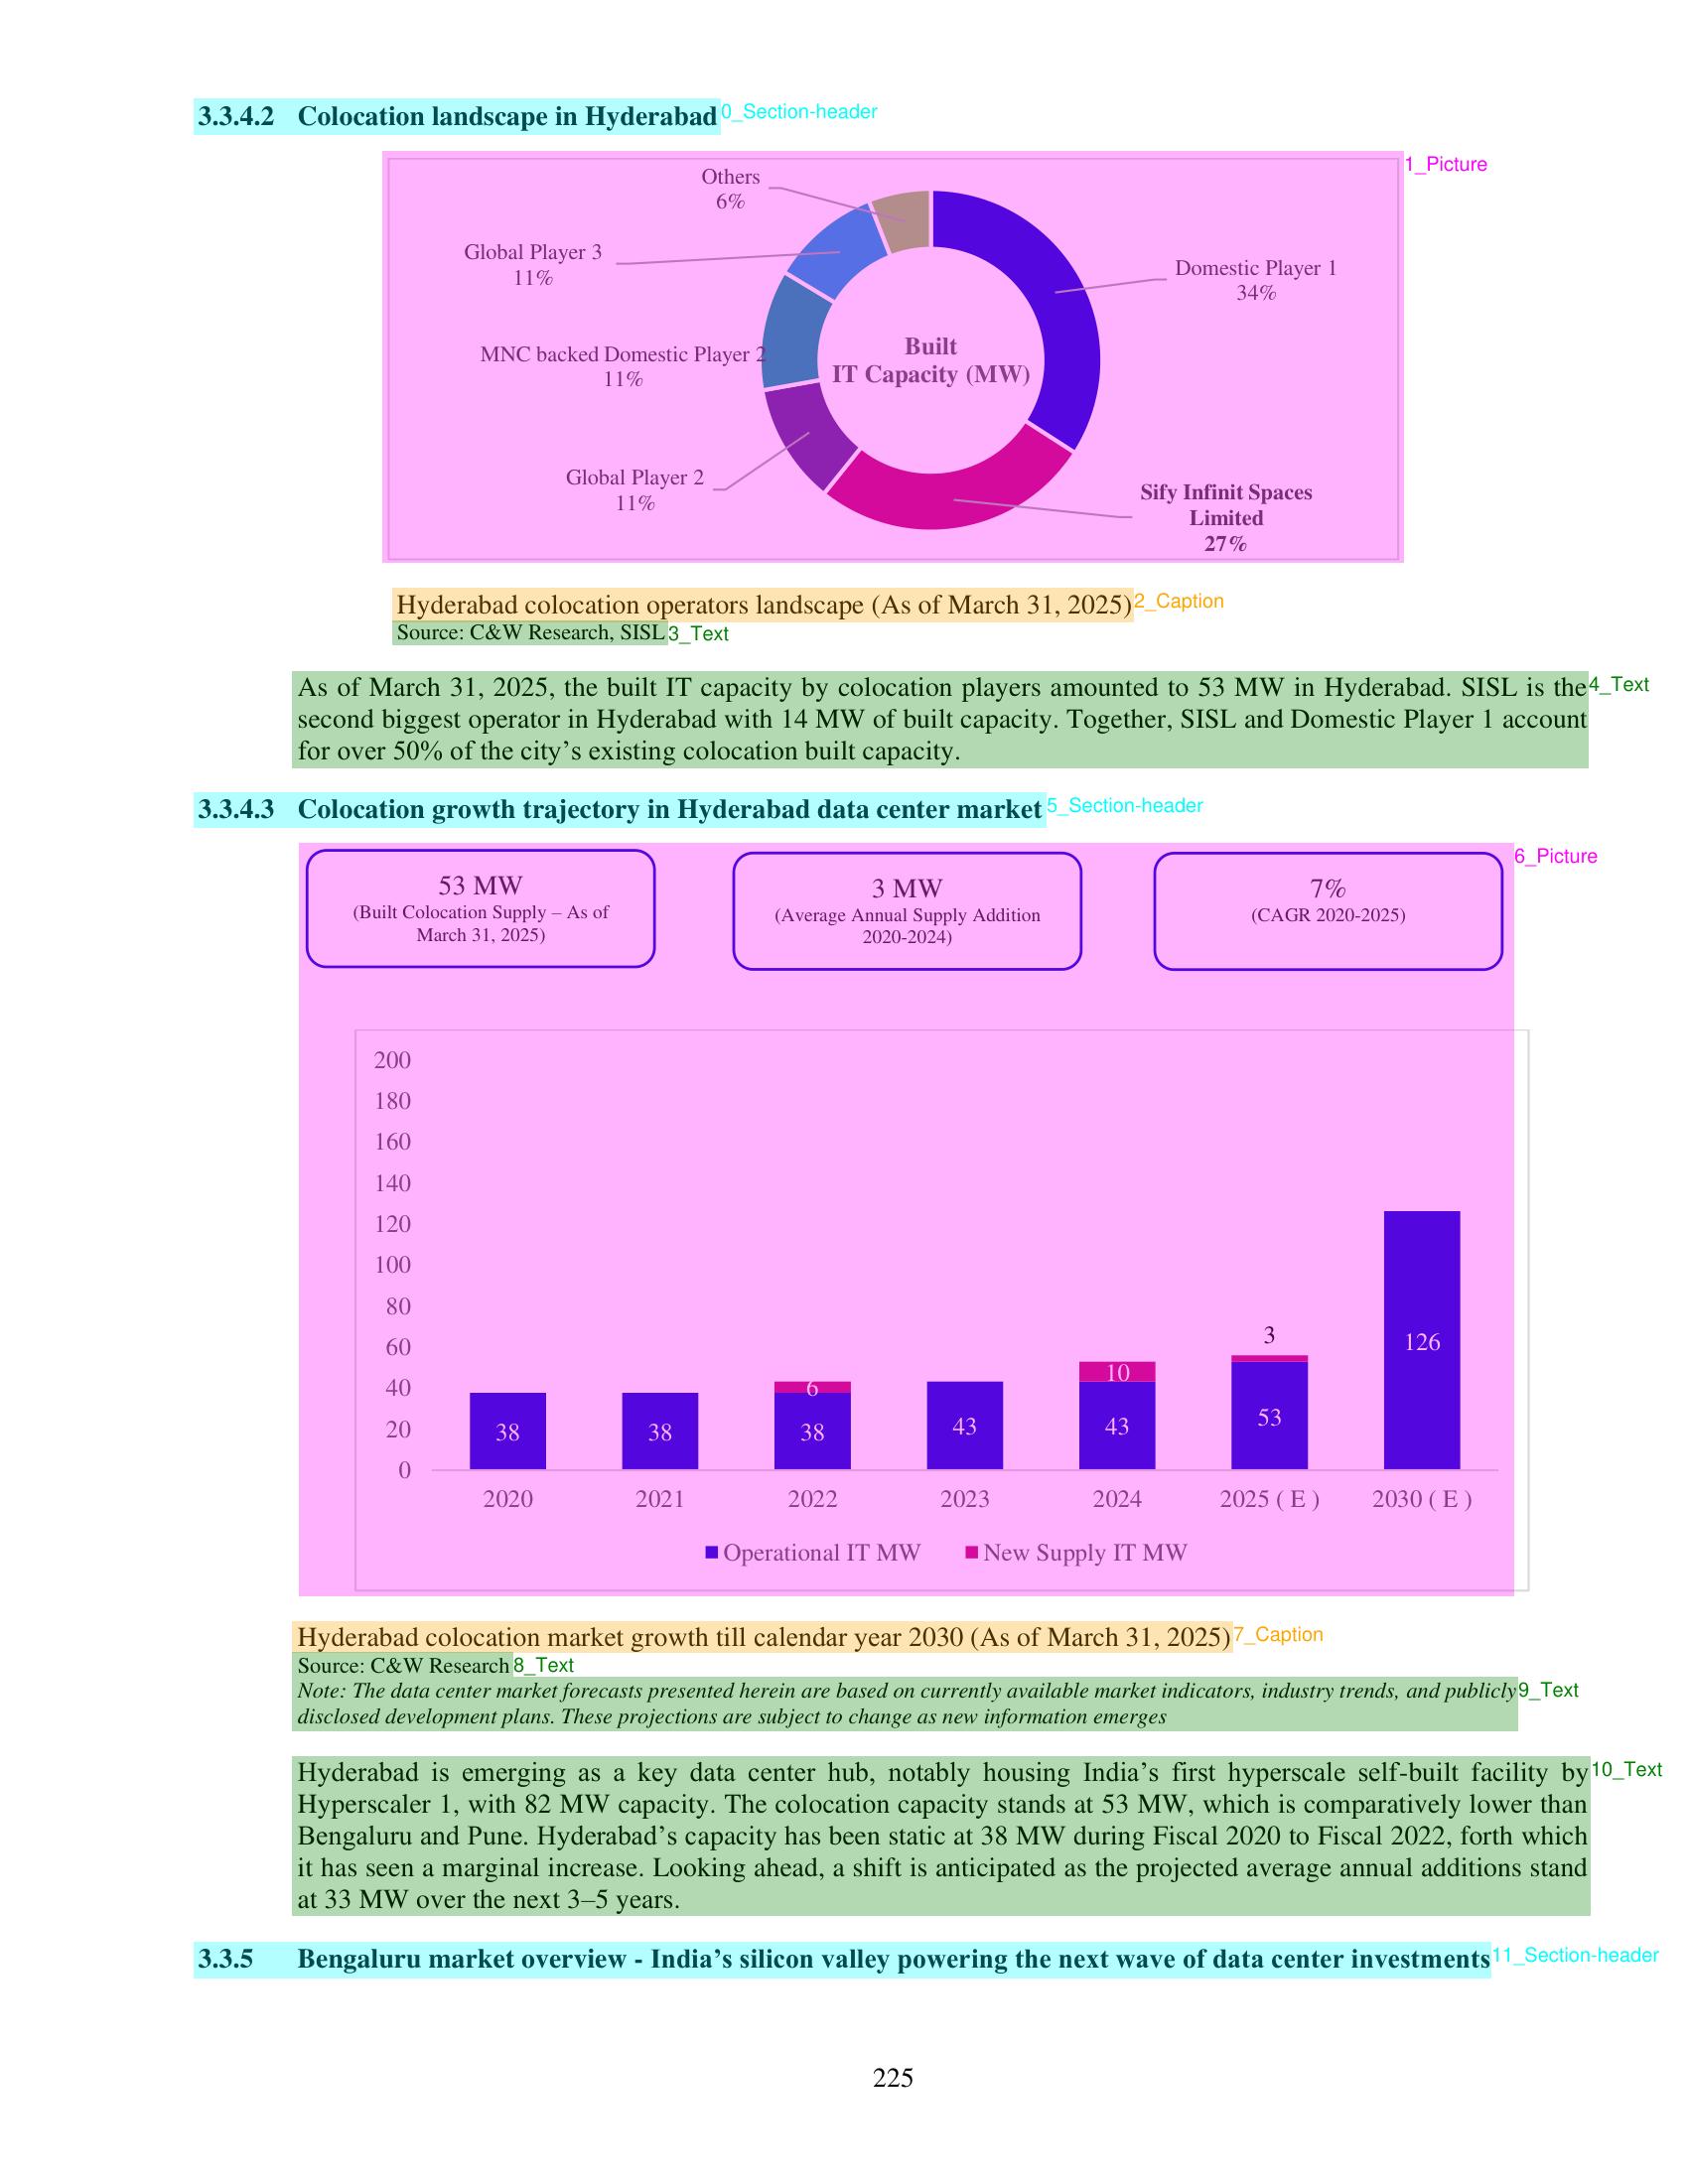 3.3.4.2 Colocation landscape in Hyderabad
0_Section-header
1_Picture
Others
6%
Global Player 3
11%
Domestic Player 1
34%
MNC backed Domestic Player 2
11%
Built
IT Capacity (MW)
Global Player 2
11%
Sify Infinit Spaces
Limited
27%
Hyderabad colocation operators landscape (As of March 31, 2025)
2_Caption
Source: C&W Research, SISL
3_Text
As of March 31, 2025, the built IT capacity by colocation players amounted to 53 MW in Hyderabad. SISL is the
4_Text
second biggest operator in Hyderabad with 14 MW of built capacity. Together, SISL and Domestic Player 1 account
for over 50% of the city's existing colocation built capacity.
3.3.4.3 Colocation growth trajectory in Hyderabad data center market
5_Section-header
6_Picture
53 MW
(Built Colocation Supply – As of
March 31, 2025)
3 MW
(Average Annual Supply Addition
2020-2024)
7%
(CAGR 2020-2025)
200
180
160
140
120
100
80
60
40
20
0
38
38
6
38
43
10
43
3
53
126
2020 2021 2022 2023 2024 2025 ( E ) 2030 ( E )
Operational IT MW New Supply IT MW
Hyderabad colocation market growth till calendar year 2030 (As of March 31, 2025)
7_Caption
Source: C&W Research
8_Text
Note: The data center market forecasts presented herein are based on currently available market indicators, industry trends, and publicly
9_Text
disclosed development plans. These projections are subject to change as new information emerges
Hyderabad is emerging as a key data center hub, notably housing India's first hyperscale self-built facility by
10_Text
Hyperscaler 1, with 82 MW capacity. The colocation capacity stands at 53 MW, which is comparatively lower than
Bengaluru and Pune. Hyderabad's capacity has been static at 38 MW during Fiscal 2020 to Fiscal 2022, forth which
it has seen a marginal increase. Looking ahead, a shift is anticipated as the projected average annual additions stand
at 33 MW over the next 3–5 years.
3.3.5 Bengaluru market overview - India's silicon valley powering the next wave of data center investments
11_Section-header
225